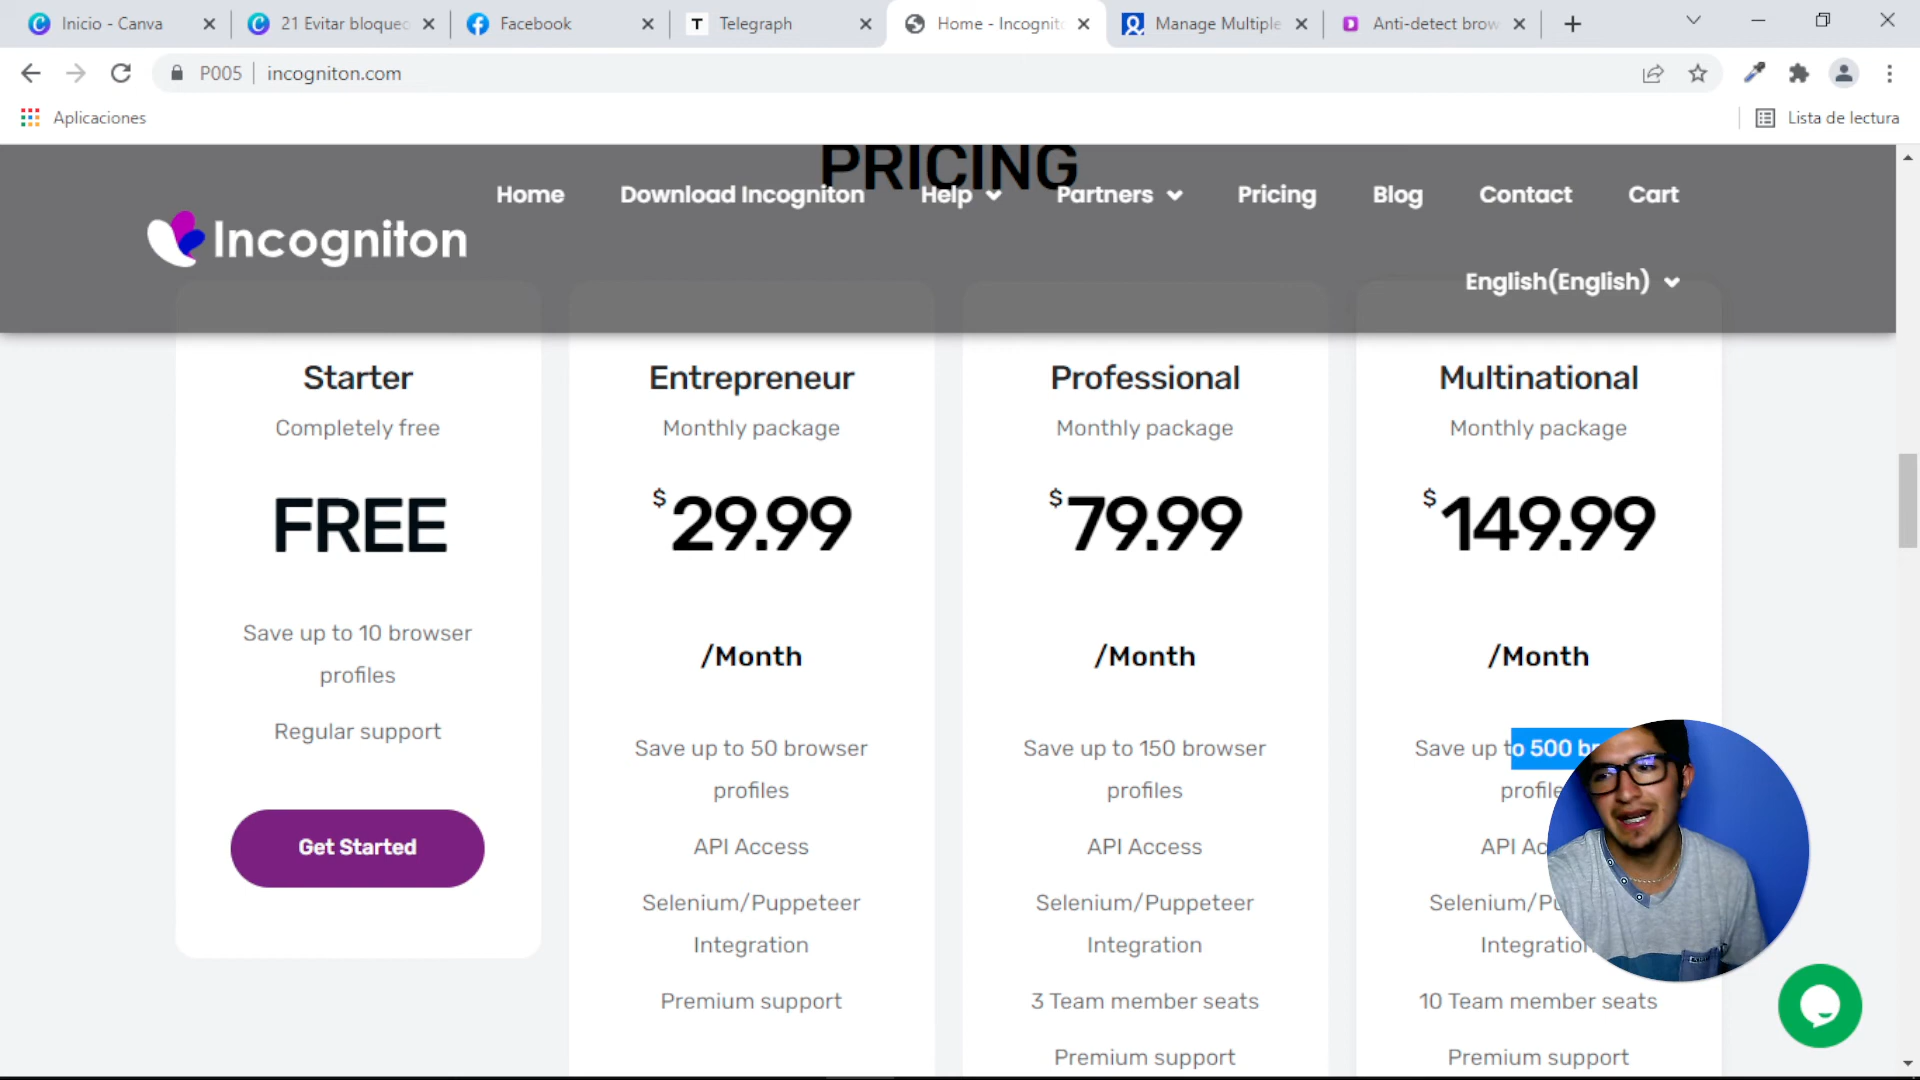 Inicio - Canva
21 Evitar bloqueo
Facebook
Telegraph
Home - Incognito
Manage Multiple
Anti-detect brow
P005
incogniton.com
Aplicaciones
Lista de lectura
PRICING
Home
Download Incogniton
Help
Partners
Pricing
Blog
Contact
Cart
Incogniton
English(English)
Starter
Completely free
FREE
Save up to 10 browser
profiles
Regular support
Get Started
Entrepreneur
Monthly package
$29.99
/Month
Save up to 50 browser
profiles
API Access
Selenium/Puppeteer
Integration
Premium support
Professional
Monthly package
$79.99
/Month
Save up to 150 browser
profiles
API Access
Selenium/Puppeteer
Integration
3 Team member seats
Premium support
Multinational
Monthly package
$149.99
/Month
Save up to 500
API
10 Team member seats
Premium support